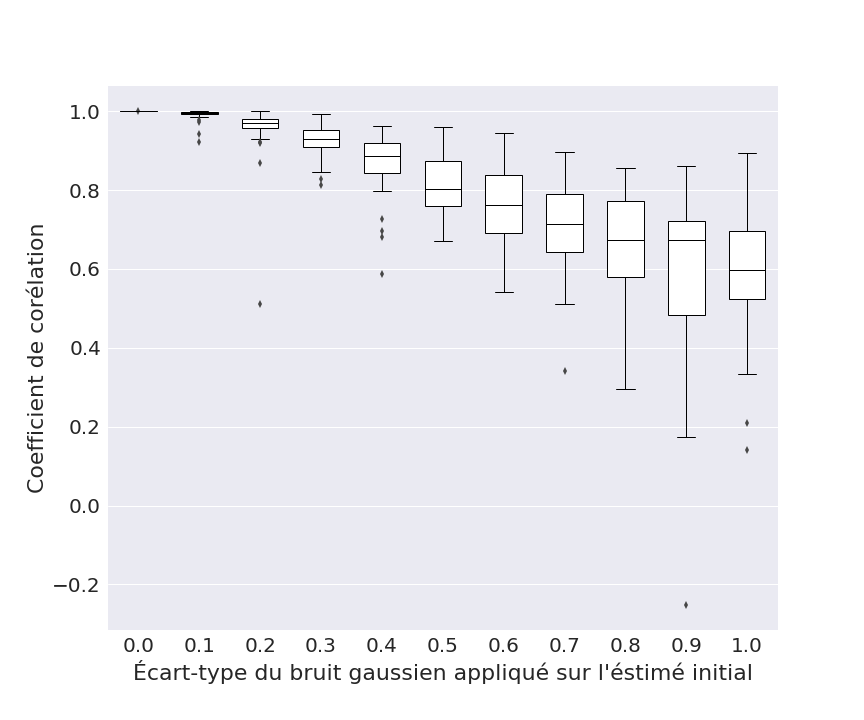 1.0
0.8
0.6
0.4
0.2
0.0
−0.2
Coefficient de corélation
0.0 0.1 0.2 0.3 0.4 0.5 0.6 0.7 0.8 0.9 1.0
Écart-type du bruit gaussien appliqué sur l'éstimé initial